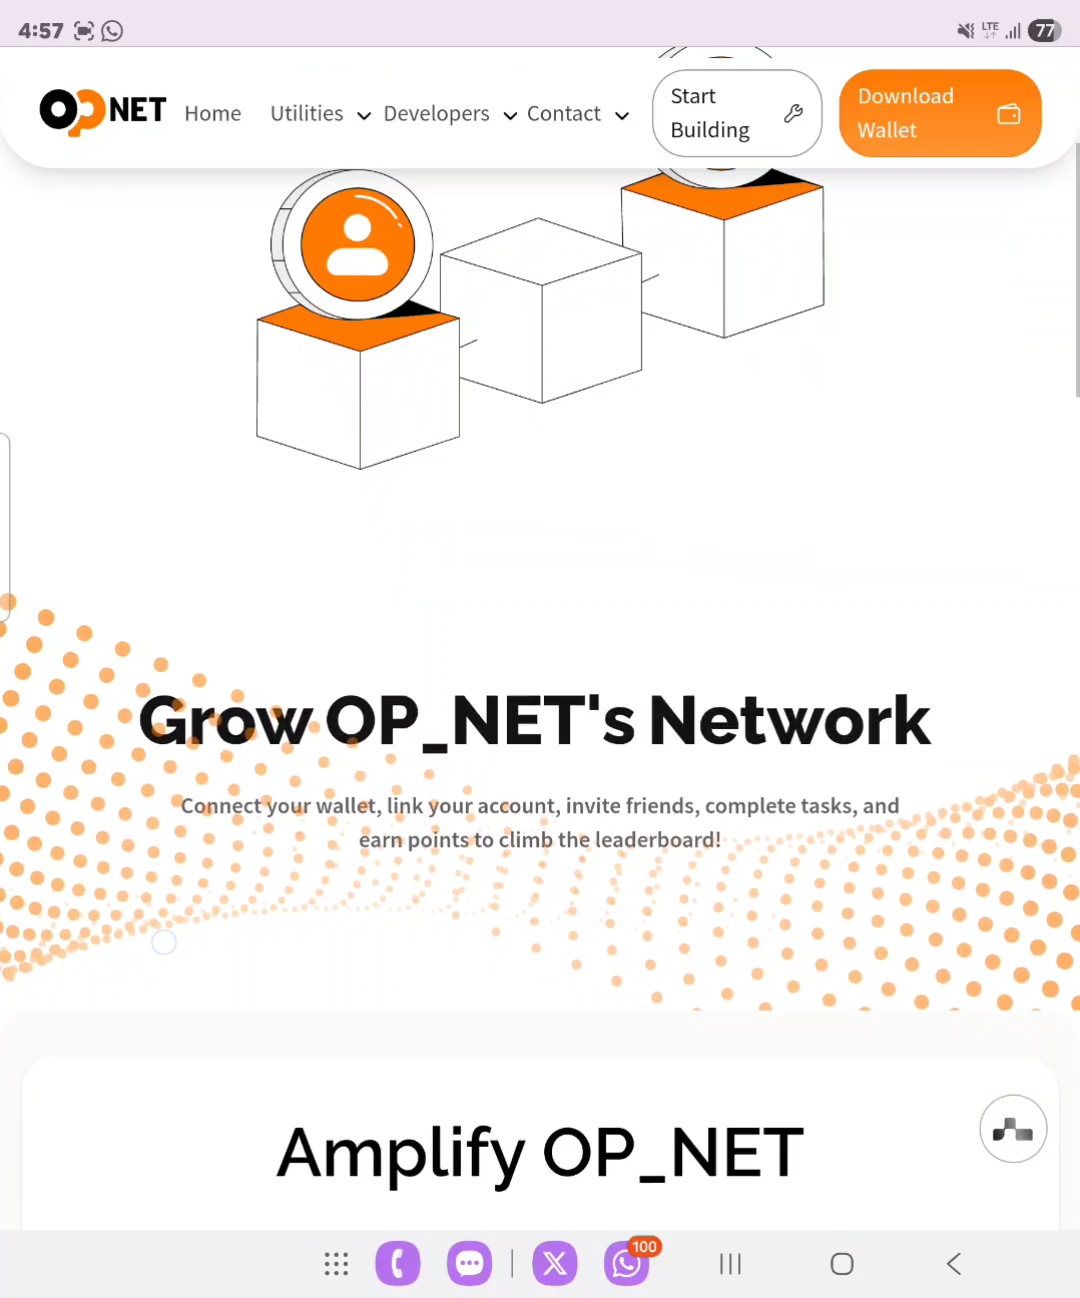 4:57
LTE
77
OP NET
Home
Utilities
Developers
Contact
Start
Building
Download
Wallet
Grow OP_NET's Network
Connect your wallet, link your account, invite friends, complete tasks, and
earn points to climb the leaderboard!
Amplify OP_NET
100